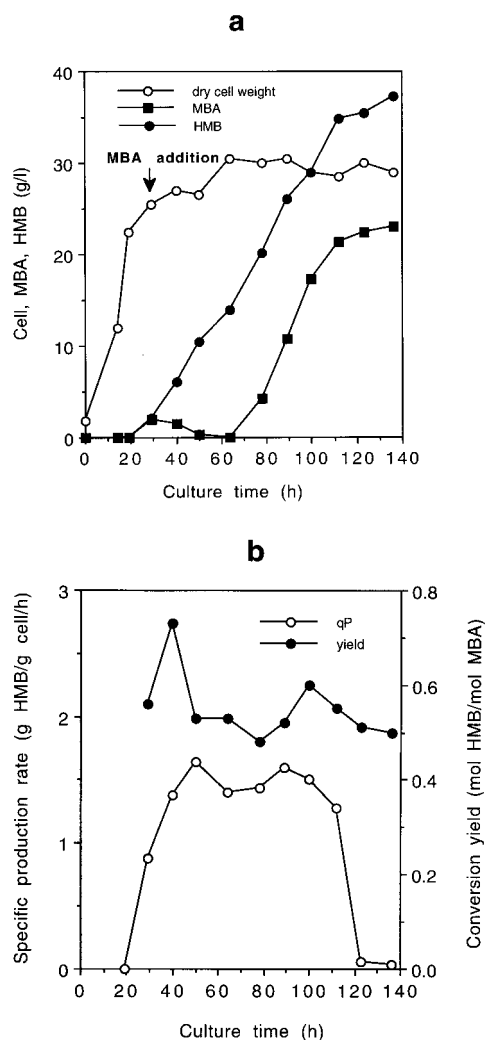 a
Cell, MBA, HMB (g/l)
40
30
20
10
0
dry cell weight
MBA
HMB
MBA addition
0 20 40 60 80 100 120 140
Culture time (h)
b
Specific production rate (g HMB/g cell/h)
3
2
1
0
qP
yield
0.8
0.6
0.4
0.2
0.0
Conversion yield (mol HMB/mol MBA)
0 20 40 60 80 100 120 140
Culture time (h)